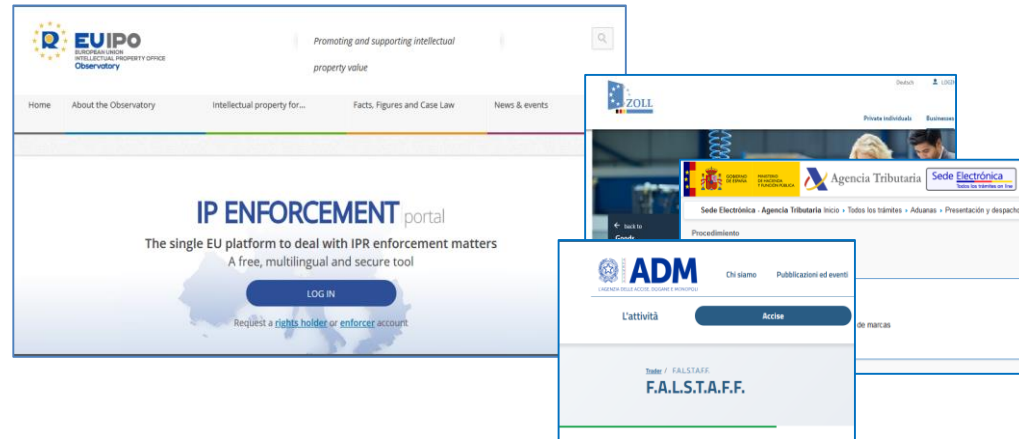 EUIPO
EUROPEAN UNION
INTELLECTUAL PROPERTY OFFICE
Observatory
Promoting and supporting intellectual
property value
Home About the Observatory Intellectual property for... Facts, Figures and Case Law News & events
IP ENFORCEMENT portal
The single EU platform to deal with IPR enforcement matters
A free, multilingual and secure tool
LOG IN
Request a rights holder or enforcer account
ZOLL
Deutsch LOGIN
Private individuals Businesses
back to
Goods
GOBIERNO
DE ESPAÑA
MINISTERIO
DE HACIENDA
Y FUNCIÓN PÚBLICA
Agencia Tributaria
Sede Electrónica
Todos los trámites on line
Sede Electrónica - Agencia Tributaria Inicio Todos los trámites Aduanas Presentación y despacho
Procedimiento
de marcas
ADM
L'AGENZIA DELLE ACCISE, DOGANE E MONOPOLI
Chi siamo Pubblicazioni ed eventi
L'attività Accise
Trader / FALSTAFF
F.A.L.S.T.A.F.F.